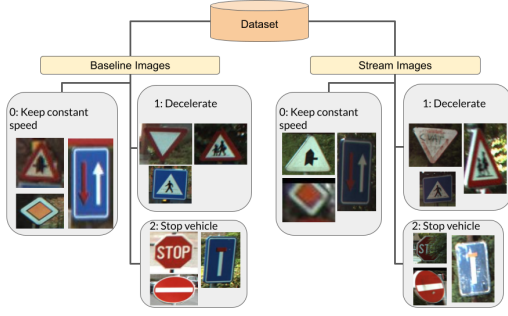 Dataset
Baseline Images
Stream Images
0: Keep constant
speed
1: Decelerate
STOP
2: Stop vehicle
0: Keep constant
speed
1: Decelerate
2: Stop vehicle